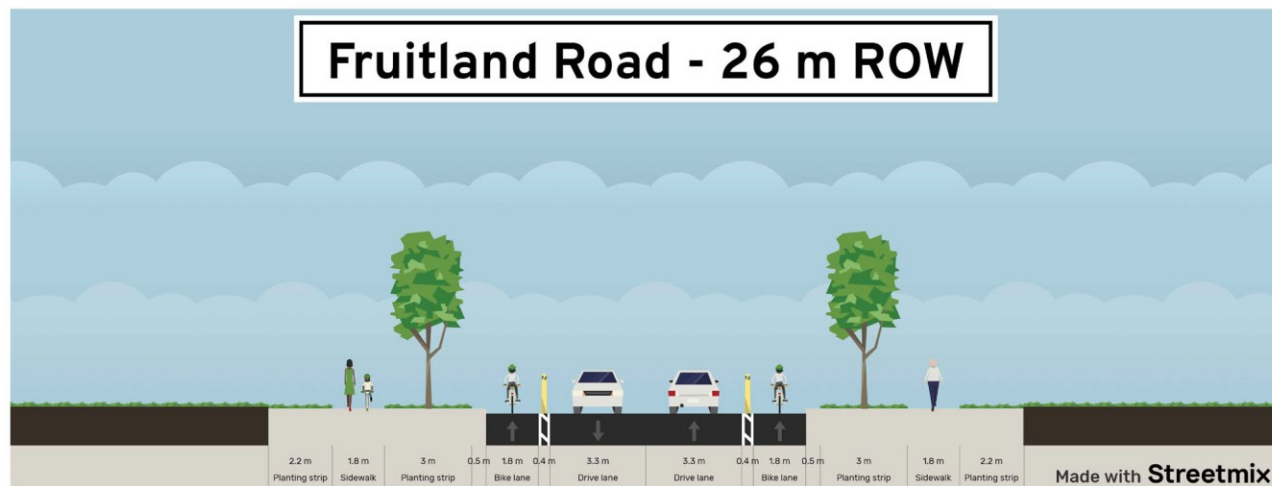 Fruitland Road - 26 m ROW
2.2 m 1.8 m 3 m 0.5 m 1.8 m 0.4 m 3.3 m 3.3 m 0.4 m 1.8 m 0.5 m 3 m 1.8 m 2.2 m
Planting strip Sidewalk Planting strip Bike lane Drive lane Drive lane Bike lane Planting strip Sidewalk Planting strip
Made with Streetmix